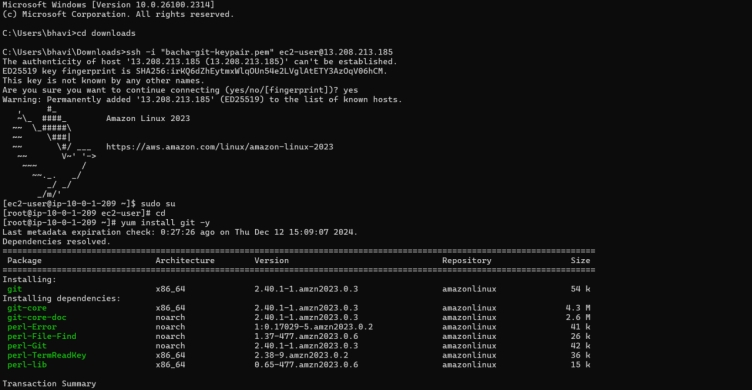 Microsoft Windows [Version 10.0.26100.2314]
(c) Microsoft Corporation. All rights reserved.
C:\Users\bhavi>cd downloads
C:\Users\bhavi\Downloads>ssh -i "bacha-git-keypair.pem" ec2-user@13.208.213.185
The authenticity of host '13.208.213.185 (13.208.213.185)' can't be established.
ED25519 key fingerprint is SHA256:irKQ6dZhEytmxWlqOUn54e2LVglAtETY3AzOqV06hCM.
This key is not known by any other names.
Are you sure you want to continue connecting (yes/no/[fingerprint])? yes
Warning: Permanently added '13.208.213.185' (ED25519) to the list of known hosts.
   ,     #_
   ~\_  ####_        Amazon Linux 2023
  ~~  \_#####\
  ~~     \###|
  ~~       \#/ ___   https://aws.amazon.com/linux/amazon-linux-2023
   ~~       V~' '->
    ~~~         /
      ~~._.   _/
         _/ _/
       _/m/'
[ec2-user@ip-10-0-1-209 ~]$ sudo su
[root@ip-10-0-1-209 ec2-user]# cd
[root@ip-10-0-1-209 ~]# yum install git -y
Last metadata expiration check: 0:27:26 ago on Thu Dec 12 15:09:07 2024.
Dependencies resolved.
Package Architecture Version Repository Size
Installing:
git x86_64 2.40.1-1.amzn2023.0.3 amazonlinux 54 k
Installing dependencies:
git-core x86_64 2.40.1-1.amzn2023.0.3 amazonlinux 4.3 M
git-core-doc noarch 2.40.1-1.amzn2023.0.3 amazonlinux 2.6 M
perl-Error noarch 1:0.17029-5.amzn2023.0.2 amazonlinux 41 k
perl-File-Find noarch 1.37-477.amzn2023.0.6 amazonlinux 26 k
perl-Git noarch 2.40.1-1.amzn2023.0.3 amazonlinux 42 k
perl-TermReadKey x86_64 2.38-9.amzn2023.0.2 amazonlinux 36 k
perl-lib x86_64 0.65-477.amzn2023.0.6 amazonlinux 15 k
Transaction Summary